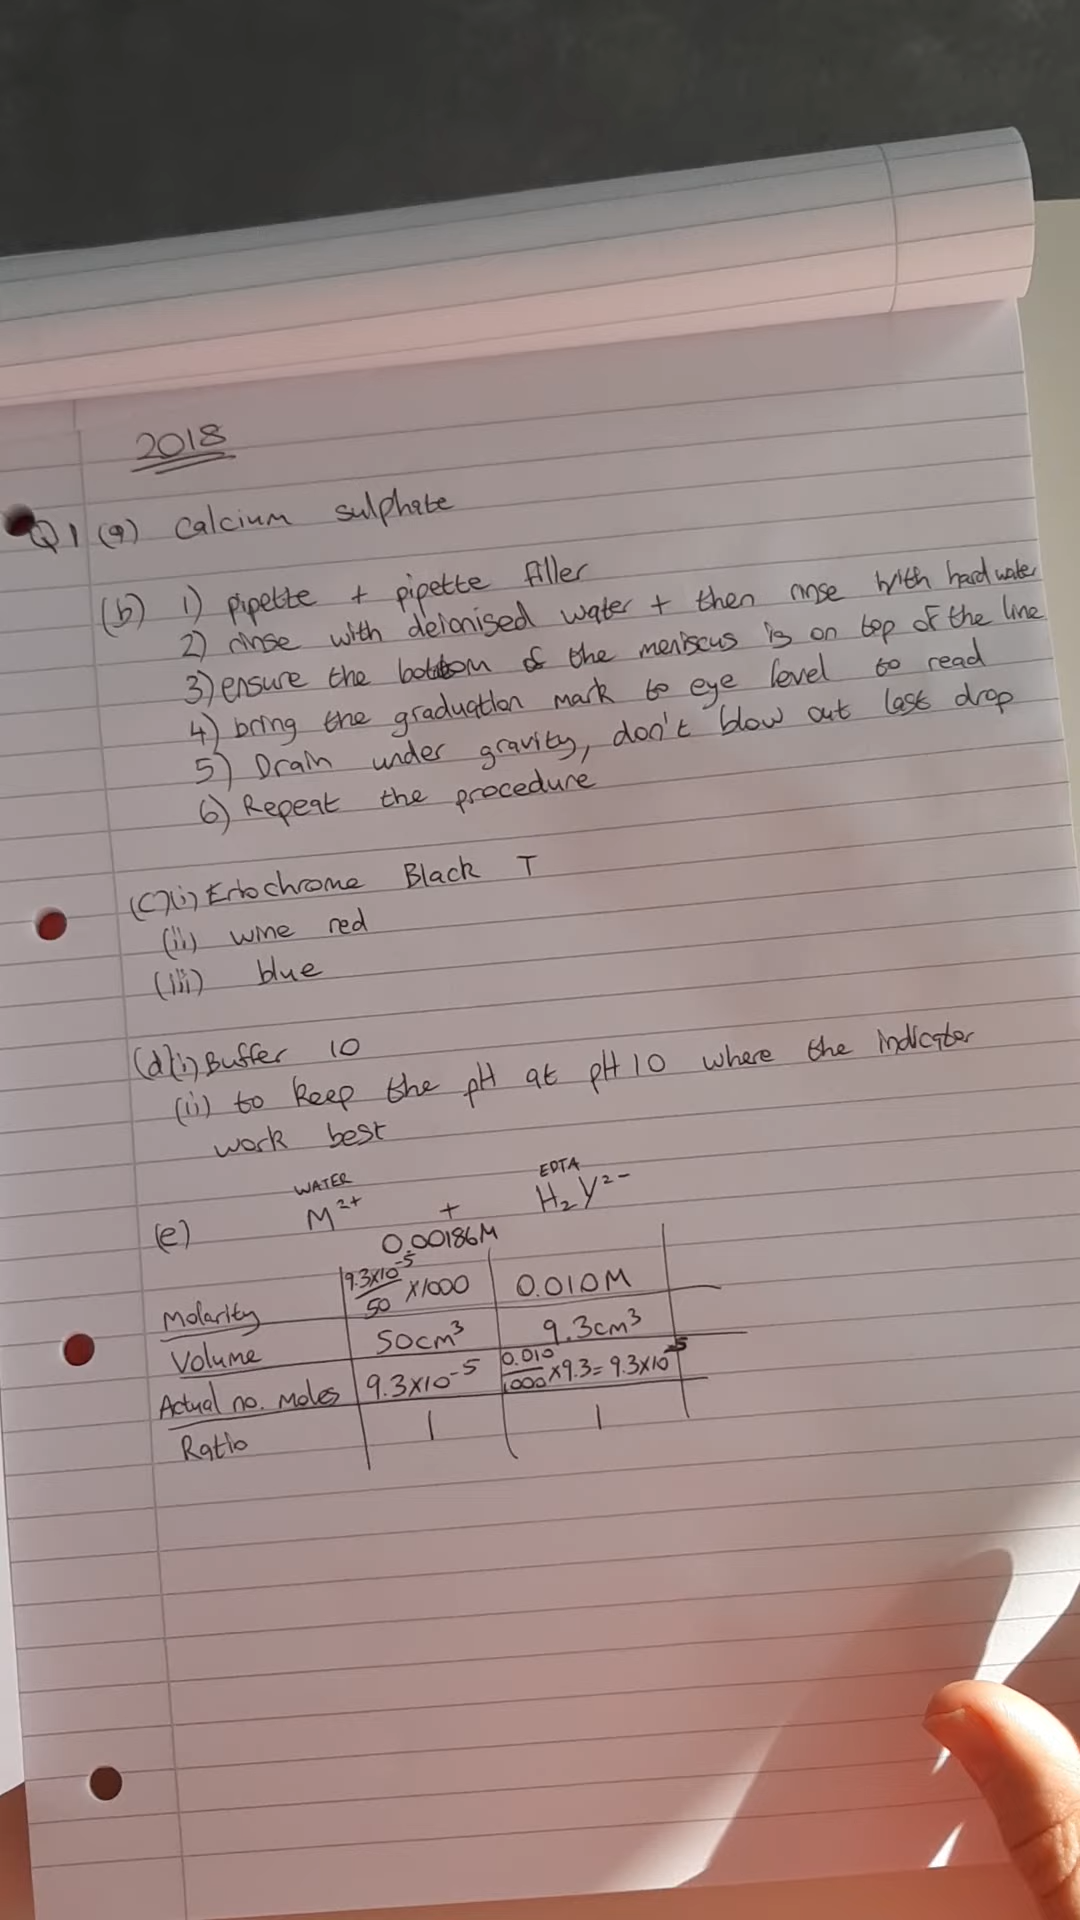 2018
Q1 (a) Calcium sulphate
(b) 1) pipette + pipette filler
2) rinse with deionised water + then rinse with hard water
3) ensure the bottom of the meniscus is on top of the line
4) bring the graduation mark to eye level to read
5) Drain under gravity, don't blow out last drop
6) Repeat the procedure
(c)(i) Eriochrome Black T
(ii) wine red
(iii) blue
(d)(i) Buffer 10
(ii) to keep the pH at pH 10 where the indicator
work best
WATER EDTA
(e) M²⁺ + H₂Y²⁻
0.00186M
Molarity 9.3x10⁻⁵/50 x1000 0.010M
Volume 50cm³ 9.3cm³
Actual no. Moles 9.3x10⁻⁵ 0.010/1000 x9.3= 9.3x10⁻⁵
Ratio 1 1